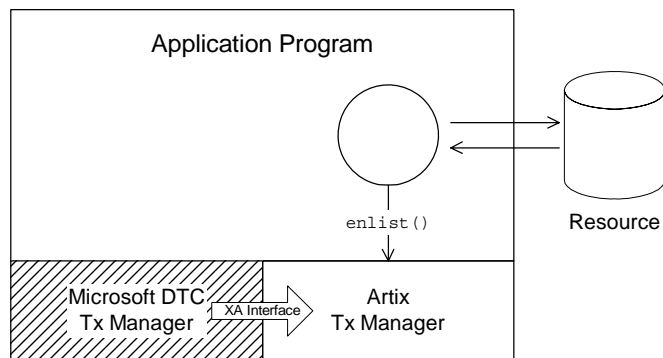 Application Program
enlist()
Resource
Microsoft DTC
Tx Manager
XA Interface
Artix
Tx Manager